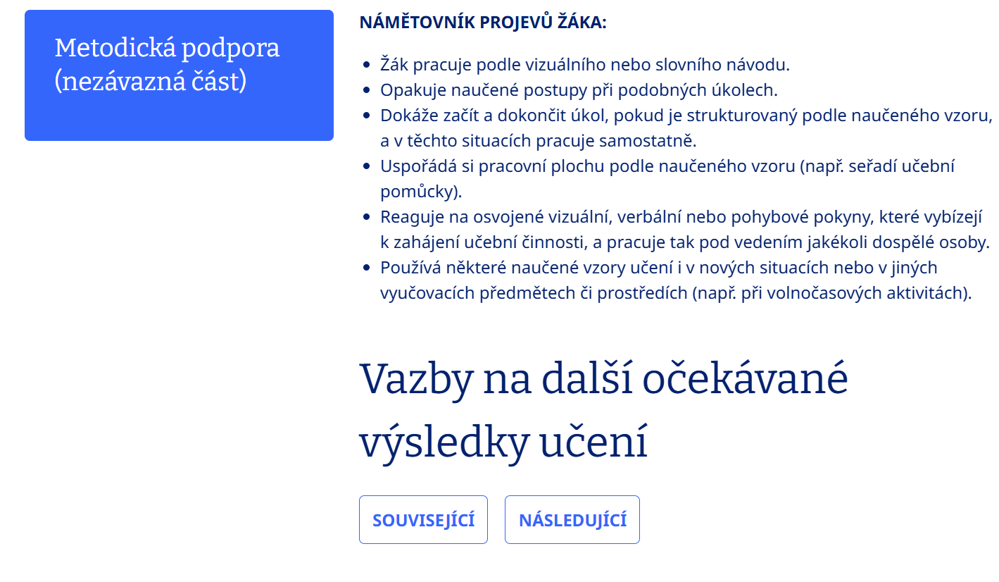 Metodická podpora
(nezávazná část)
NÁMĚTOVNÍK PROJEVŮ ŽÁKA:
• Žák pracuje podle vizuálního nebo slovního návodu.
• Opakuje naučené postupy při podobných úkolech.
• Dokáže začít a dokončit úkol, pokud je strukturovaný podle naučeného vzoru,
a v těchto situacích pracuje samostatně.
• Uspořádá si pracovní plochu podle naučeného vzoru (např. seřadí učební
pomůcky).
• Reaguje na osvojené vizuální, verbální nebo pohybové pokyny, které vybízejí
k zahájení učební činnosti, a pracuje tak pod vedením jakékoli dospělé osoby.
• Používá některé naučené vzory učení i v nových situacích nebo v jiných
vyučovacích předmětech či prostředích (např. při volnočasových aktivitách).
Vazby na další očekávané
výsledky učení
SOUVISEJÍCÍ
NÁSLEDUJÍCÍ